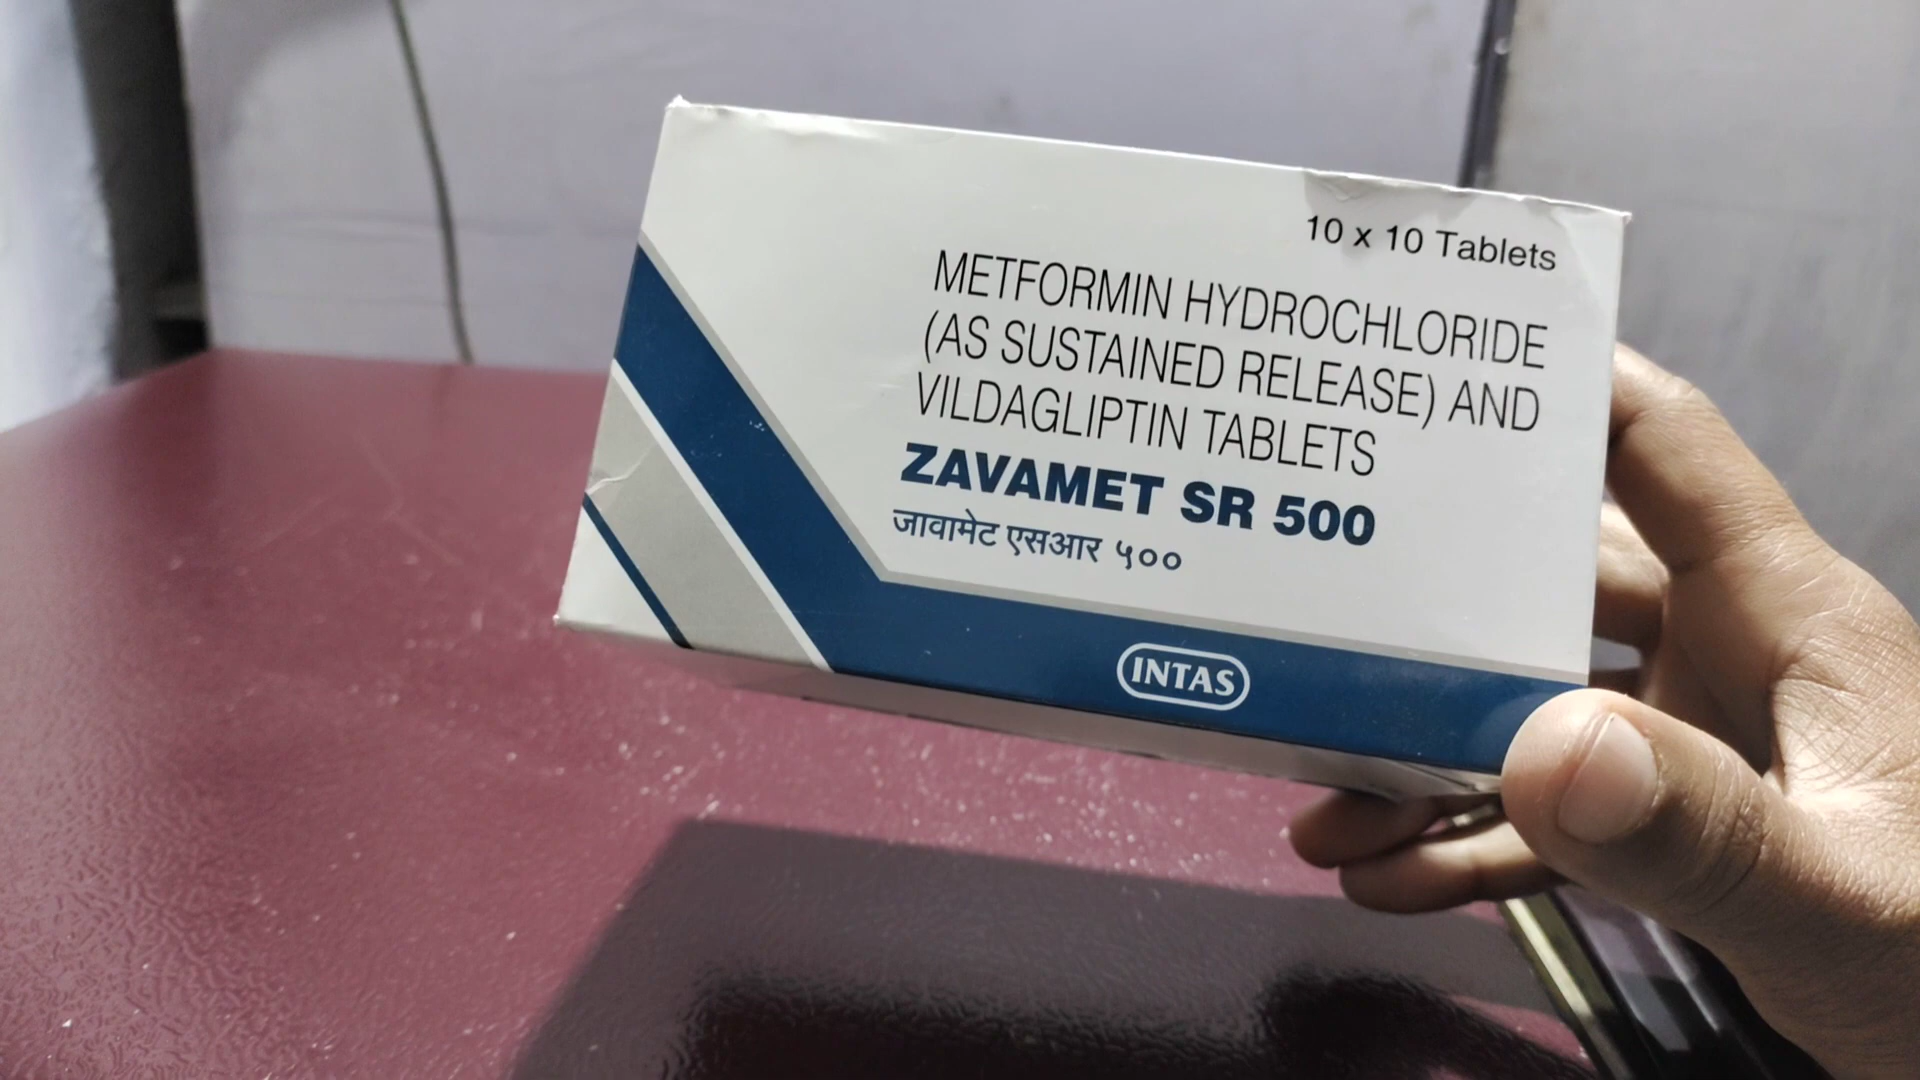 10 x 10 Tablets
METFORMIN HYDROCHLORIDE
(AS SUSTAINED RELEASE) AND
VILDAGLIPTIN TABLETS
ZAVAMET SR 500
जावामेट एसआर ५००
INTAS